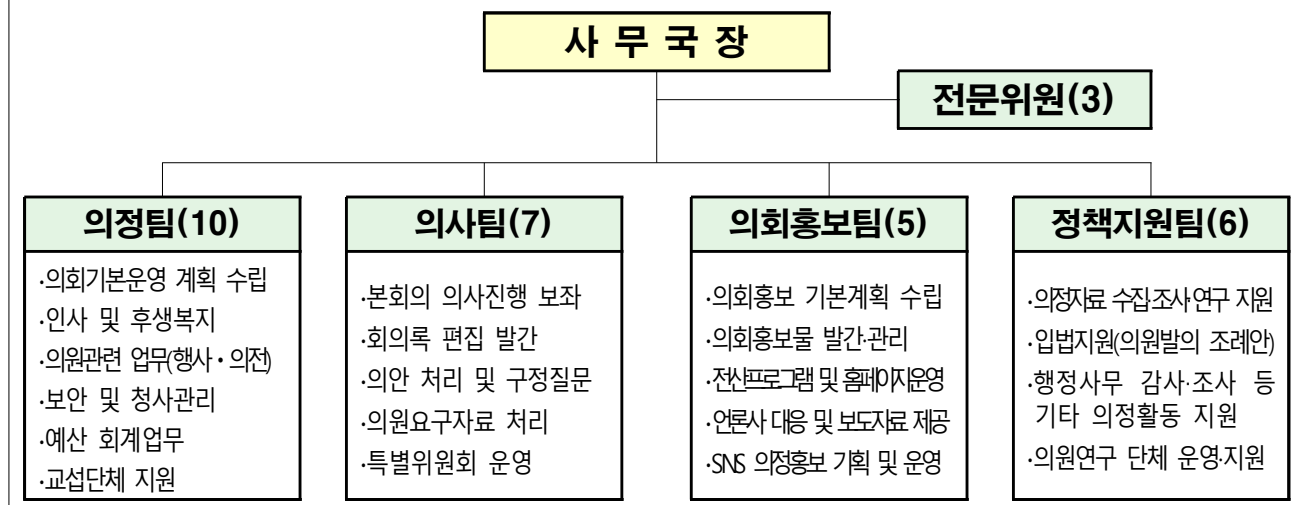 사 무 국 장
전문위원(3)
의정팀(10)
·의회기본운영 계획 수립
·인사 및 후생복지
·의원관련 업무(행사・의전)
·보안 및 청사관리
·예산 회계업무
·교섭단체 지원
의사팀(7)
·본회의 의사진행 보좌
·회의록 편집 발간
·의안 처리 및 구정질문
·의원요구자료 처리
·특별위원회 운영
의회홍보팀(5)
·의회홍보 기본계획 수립
·의회홍보물 발간·관리
·전산프로그램 및 홈페이지운영
·언론사 대응 및 보도자료 제공
·SNS 의정홍보 기획 및 운영
정책지원팀(6)
·의정자료 수집·조사·연구 지원
·입법지원(의원발의 조례안)
·행정사무 감사·조사 등
기타 의정활동 지원
·의원연구 단체 운영·지원